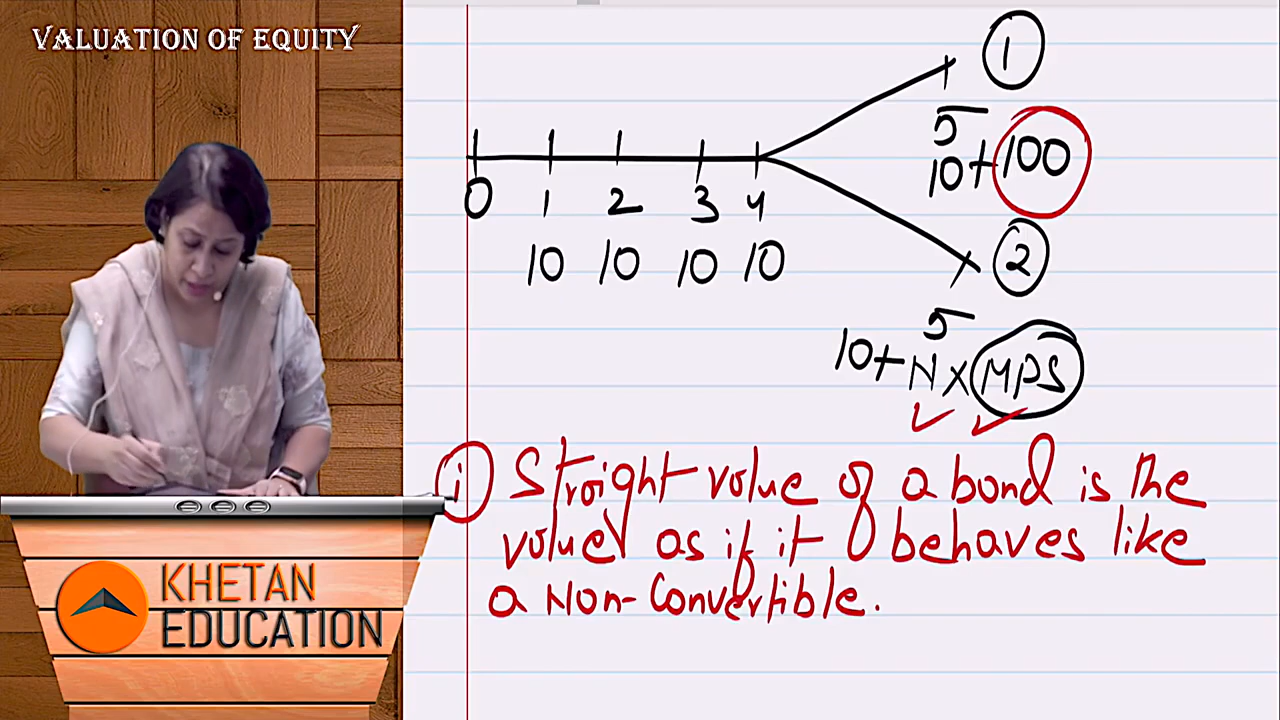 VALUATION OF EQUITY
1
5
10+100
0 1 2 3 4
10 10 10 10
2
5
10+N×MPS
i) Straight value of a bond is the
value as if it behaves like
a Non-Convertible.
KHETAN
EDUCATION